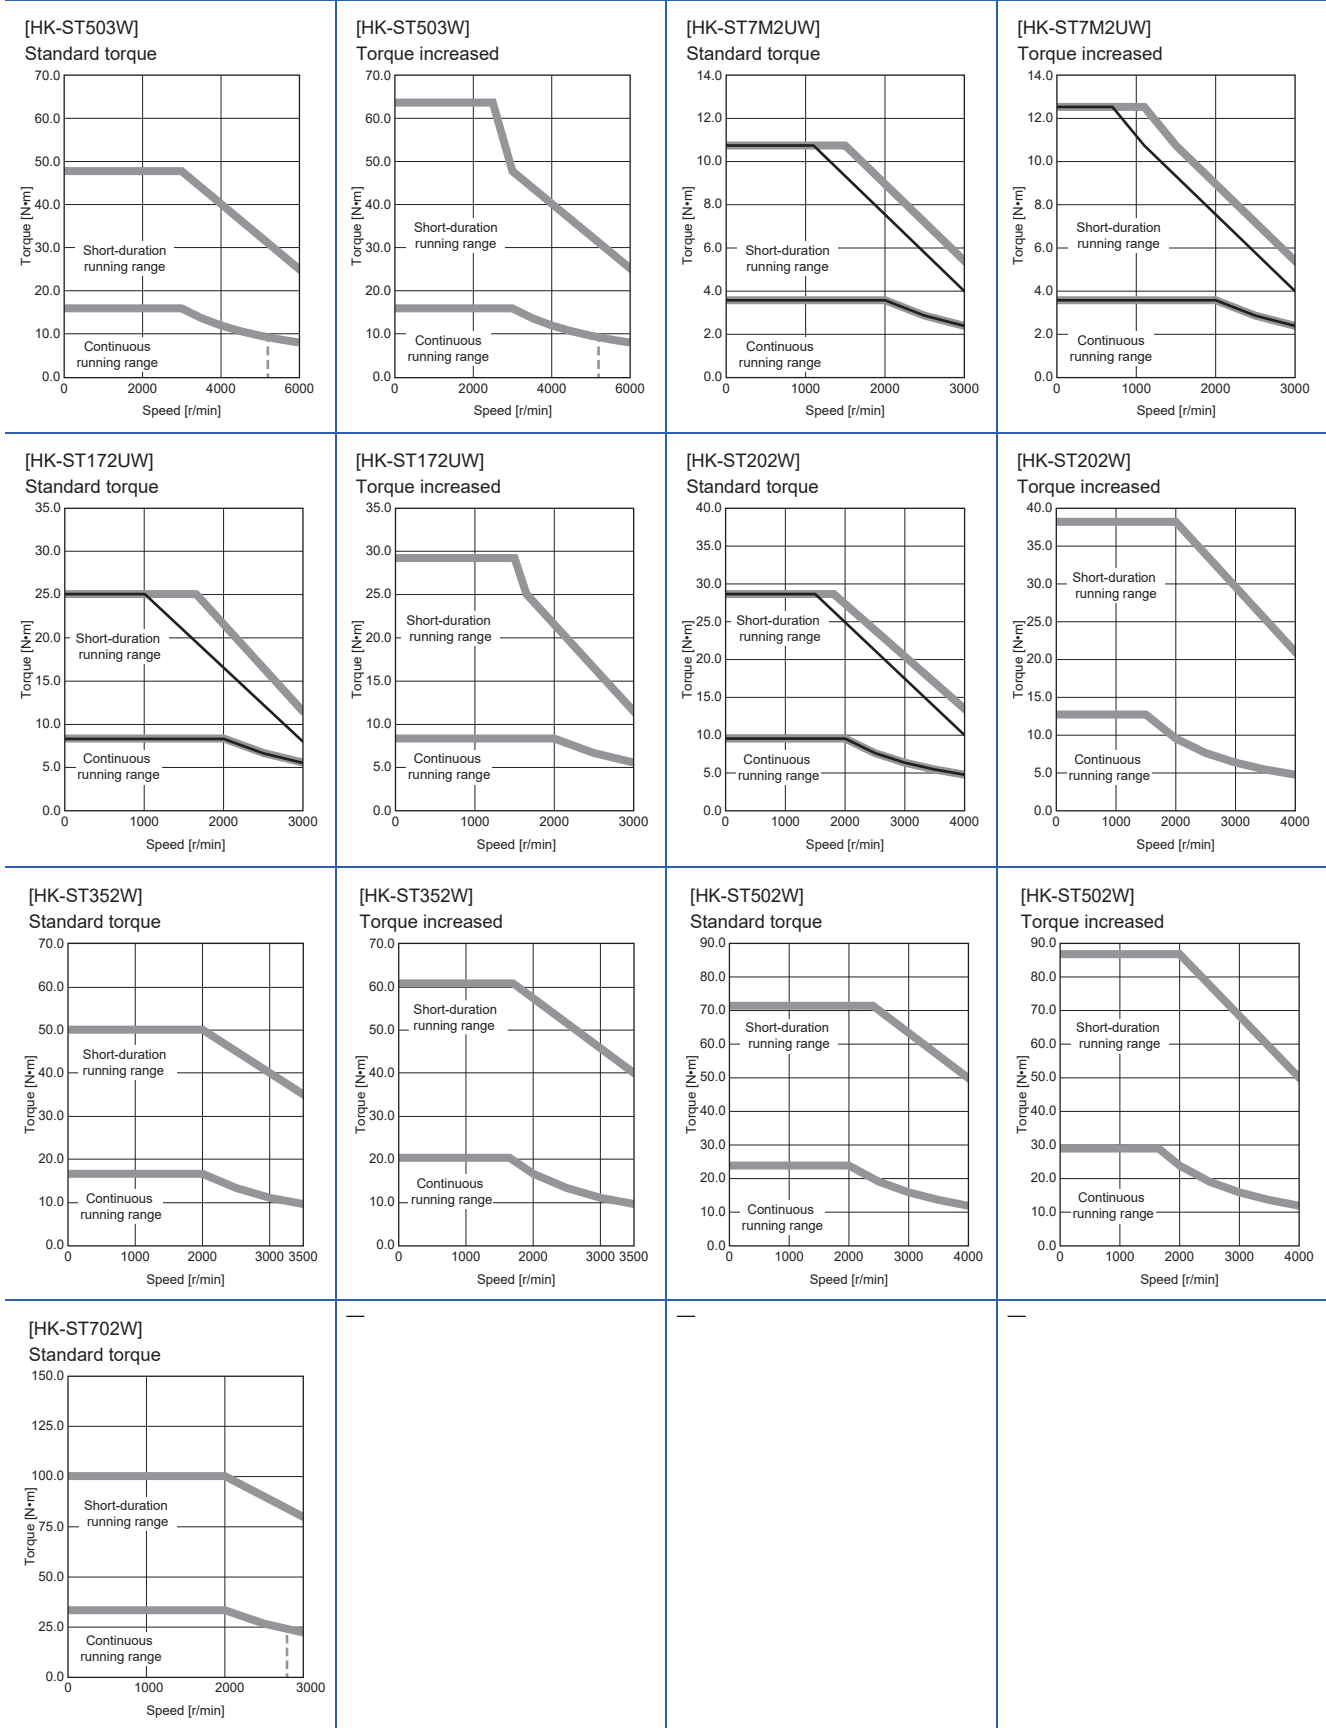 [HK-ST503W]
Standard torque
70.0
60.0
50.0
40.0
30.0
20.0
10.0
0.0
Torque [N•m]
Short-duration
running range
Continuous
running range
0 2000 4000 6000
Speed [r/min]
[HK-ST503W]
Torque increased
70.0
60.0
50.0
40.0
30.0
20.0
10.0
0.0
Torque [N•m]
Short-duration
running range
Continuous
running range
0 2000 4000 6000
Speed [r/min]
[HK-ST7M2UW]
Standard torque
14.0
12.0
10.0
8.0
6.0
4.0
2.0
0.0
Torque [N•m]
Short-duration
running range
Continuous
running range
0 1000 2000 3000
Speed [r/min]
[HK-ST7M2UW]
Torque increased
14.0
12.0
10.0
8.0
6.0
4.0
2.0
0.0
Torque [N•m]
Short-duration
running range
Continuous
running range
0 1000 2000 3000
Speed [r/min]
[HK-ST172UW]
Standard torque
35.0
30.0
25.0
20.0
15.0
10.0
5.0
0.0
Torque [N•m]
Short-duration
running range
Continuous
running range
0 1000 2000 3000
Speed [r/min]
[HK-ST172UW]
Torque increased
35.0
30.0
25.0
20.0
15.0
10.0
5.0
0.0
Torque [N•m]
Short-duration
running range
Continuous
running range
0 1000 2000 3000
Speed [r/min]
[HK-ST202W]
Standard torque
40.0
35.0
30.0
25.0
20.0
15.0
10.0
5.0
0.0
Torque [N•m]
Short-duration
running range
Continuous
running range
0 1000 2000 3000 4000
Speed [r/min]
[HK-ST202W]
Torque increased
40.0
35.0
30.0
25.0
20.0
15.0
10.0
5.0
0.0
Torque [N•m]
Short-duration
running range
Continuous
running range
0 1000 2000 3000 4000
Speed [r/min]
[HK-ST352W]
Standard torque
70.0
60.0
50.0
40.0
30.0
20.0
10.0
0.0
Torque [N•m]
Short-duration
running range
Continuous
running range
0 1000 2000 3000 3500
Speed [r/min]
[HK-ST352W]
Torque increased
70.0
60.0
50.0
40.0
30.0
20.0
10.0
0.0
Torque [N•m]
Short-duration
running range
Continuous
running range
0 1000 2000 3000 3500
Speed [r/min]
[HK-ST502W]
Standard torque
90.0
80.0
70.0
60.0
50.0
40.0
30.0
20.0
10.0
0.0
Torque [N•m]
Short-duration
running range
Continuous
running range
0 1000 2000 3000 4000
Speed [r/min]
[HK-ST502W]
Torque increased
90.0
80.0
70.0
60.0
50.0
40.0
30.0
20.0
10.0
0.0
Torque [N•m]
Short-duration
running range
Continuous
running range
0 1000 2000 3000 4000
Speed [r/min]
[HK-ST702W]
Standard torque
150.0
125.0
100.0
75.0
50.0
25.0
0.0
Torque [N•m]
Short-duration
running range
Continuous
running range
0 1000 2000 3000
Speed [r/min]
—
—
—